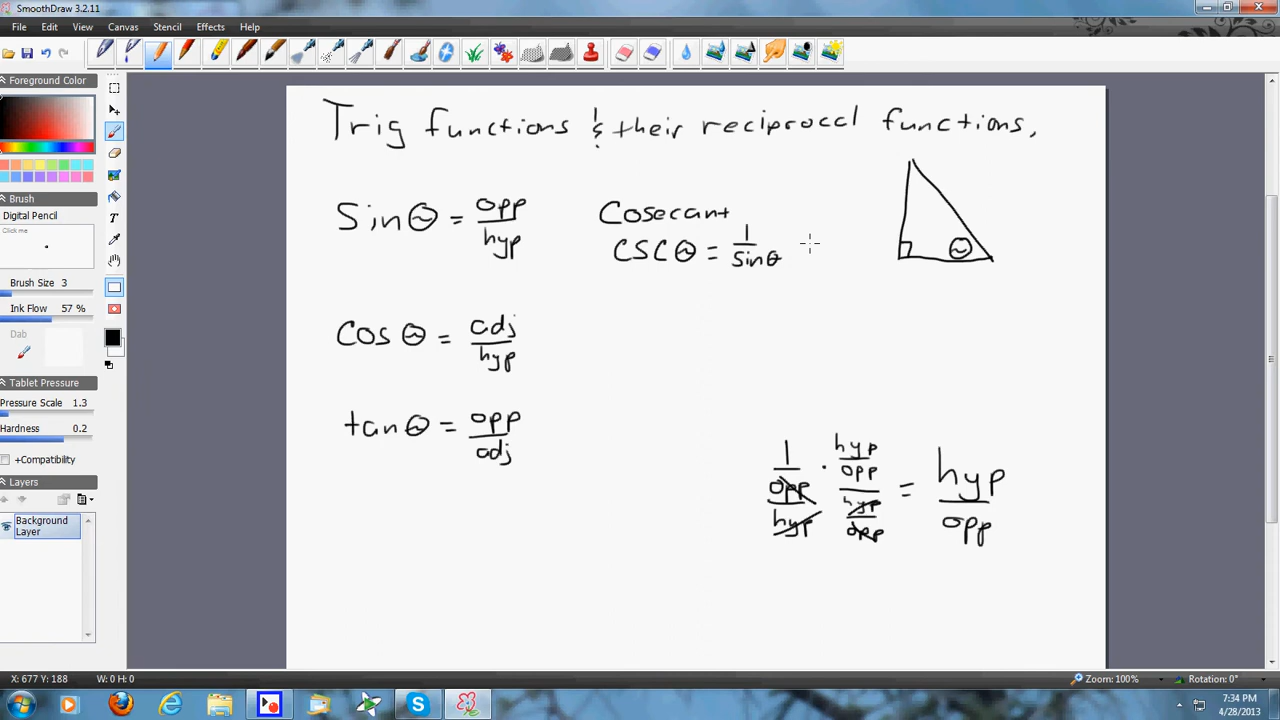 SmoothDraw 3.2.11
File Edit View Canvas Stencil Effects Help
Foreground Color
Brush
Digital Pencil
Click me
Brush Size 3
Ink Flow 57 %
Dab
Tablet Pressure
Pressure Scale 1.3
Hardness 0.2
+Compatibility
Layers
Background Layer
Trig functions & their reciprocal functions.
Sin Θ = opp / hyp
Cosecant
CSC Θ = 1 / sin θ
Θ
Cos Θ = adj / hyp
tan Θ = opp / adj
1 / opp / hyp · hyp / opp / hyp / opp = hyp / opp
X: 677 Y: 188 W: 0 H: 0 Zoom: 100% Rotation: 0°
7:34 PM
4/28/2013